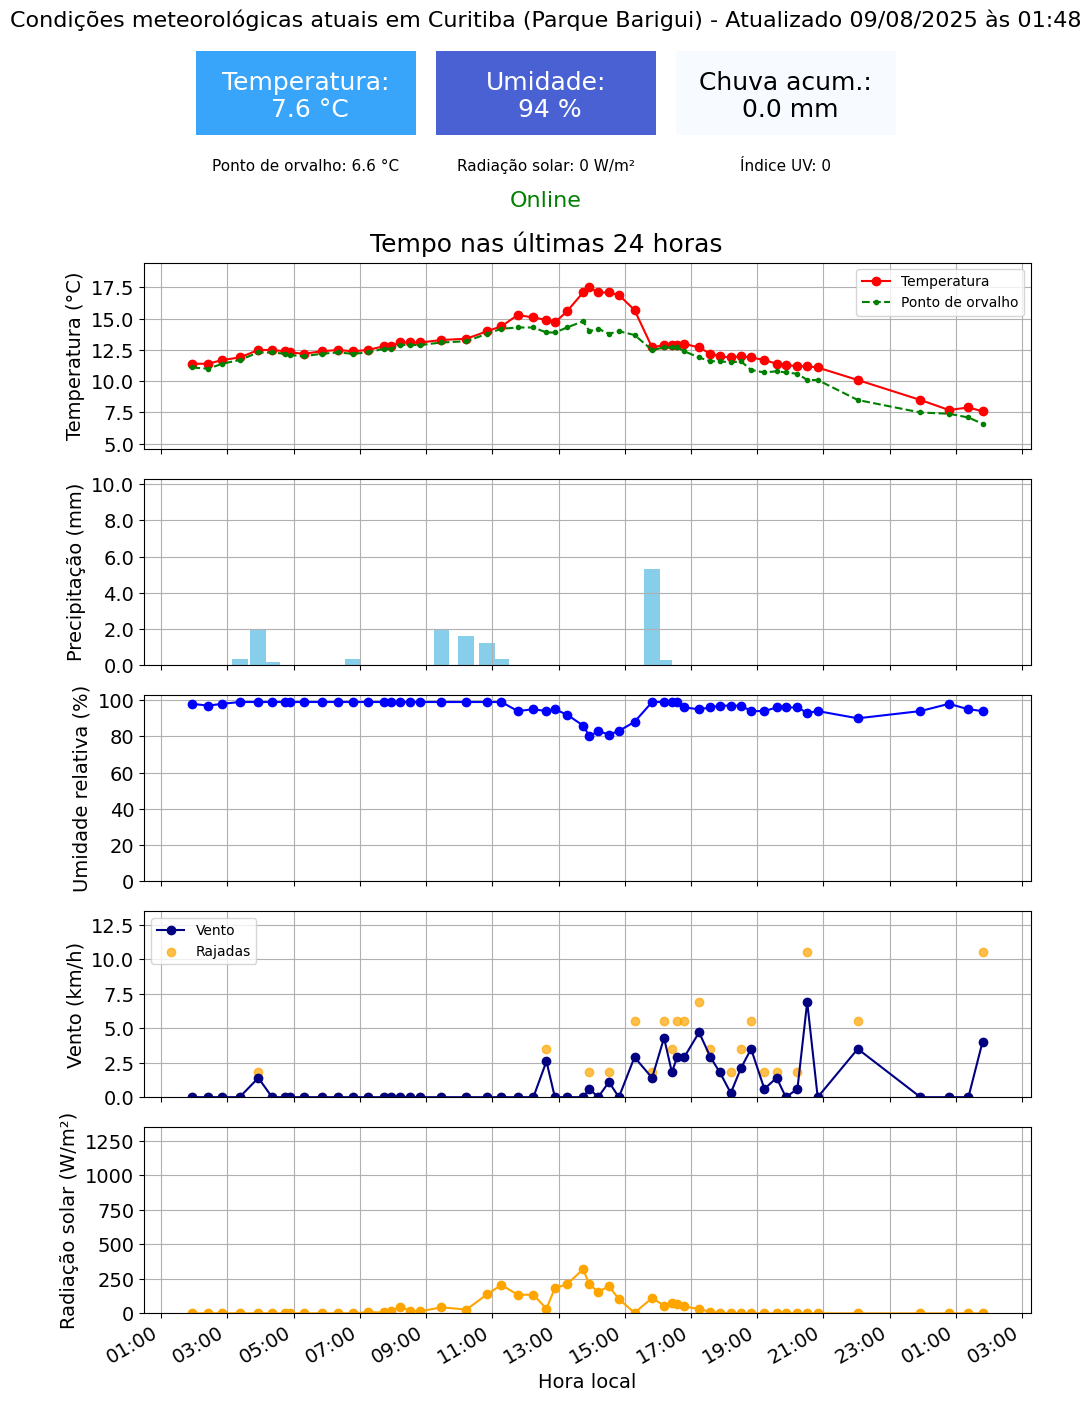 Condições meteorológicas atuais em Curitiba (Parque Barigui) - Atualizado 09/08/2025 às 01:48
Temperatura:
7.6 °C
Umidade:
94 %
Chuva acum.:
0.0 mm
Ponto de orvalho: 6.6 °C
Radiação solar: 0 W/m²
Índice UV: 0
Online
Tempo nas últimas 24 horas
Temperatura (°C)
17.5
15.0
12.5
10.0
7.5
5.0
Temperatura
Ponto de orvalho
Precipitação (mm)
10.0
8.0
6.0
4.0
2.0
0.0
Umidade relativa (%)
100
80
60
40
20
0
Vento (km/h)
12.5
10.0
7.5
5.0
2.5
0.0
Vento
Rajadas
Radiação solar (W/m²)
1250
1000
750
500
250
0
01:00 03:00 05:00 07:00 09:00 11:00 13:00 15:00 17:00 19:00 21:00 23:00 01:00 03:00
Hora local